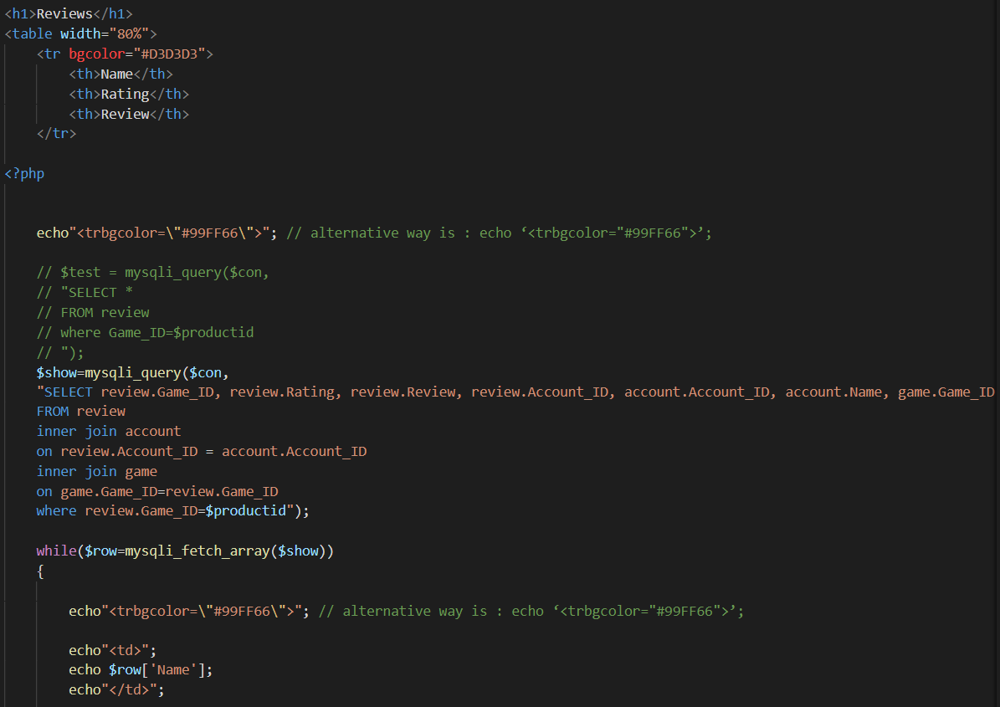 <h1>Reviews</h1>
<table width="80%">
<tr bgcolor="#D3D3D3">
<th>Name</th>
<th>Rating</th>
<th>Review</th>
</tr>
<?php
echo"<trbgcolor=\"#99FF66\">"; // alternative way is : echo ‘<trbgcolor="#99FF66">’;
// $test = mysqli_query($con,
// "SELECT *
// FROM review
// where Game_ID=$productid
// ");
$show=mysqli_query($con,
"SELECT review.Game_ID, review.Rating, review.Review, review.Account_ID, account.Account_ID, account.Name, game.Game_ID
FROM review
inner join account
on review.Account_ID = account.Account_ID
inner join game
on game.Game_ID=review.Game_ID
where review.Game_ID=$productid");
while($row=mysqli_fetch_array($show))
{
echo"<trbgcolor=\"#99FF66\">"; // alternative way is : echo ‘<trbgcolor="#99FF66">’;
echo"<td>";
echo $row['Name'];
echo"</td>";